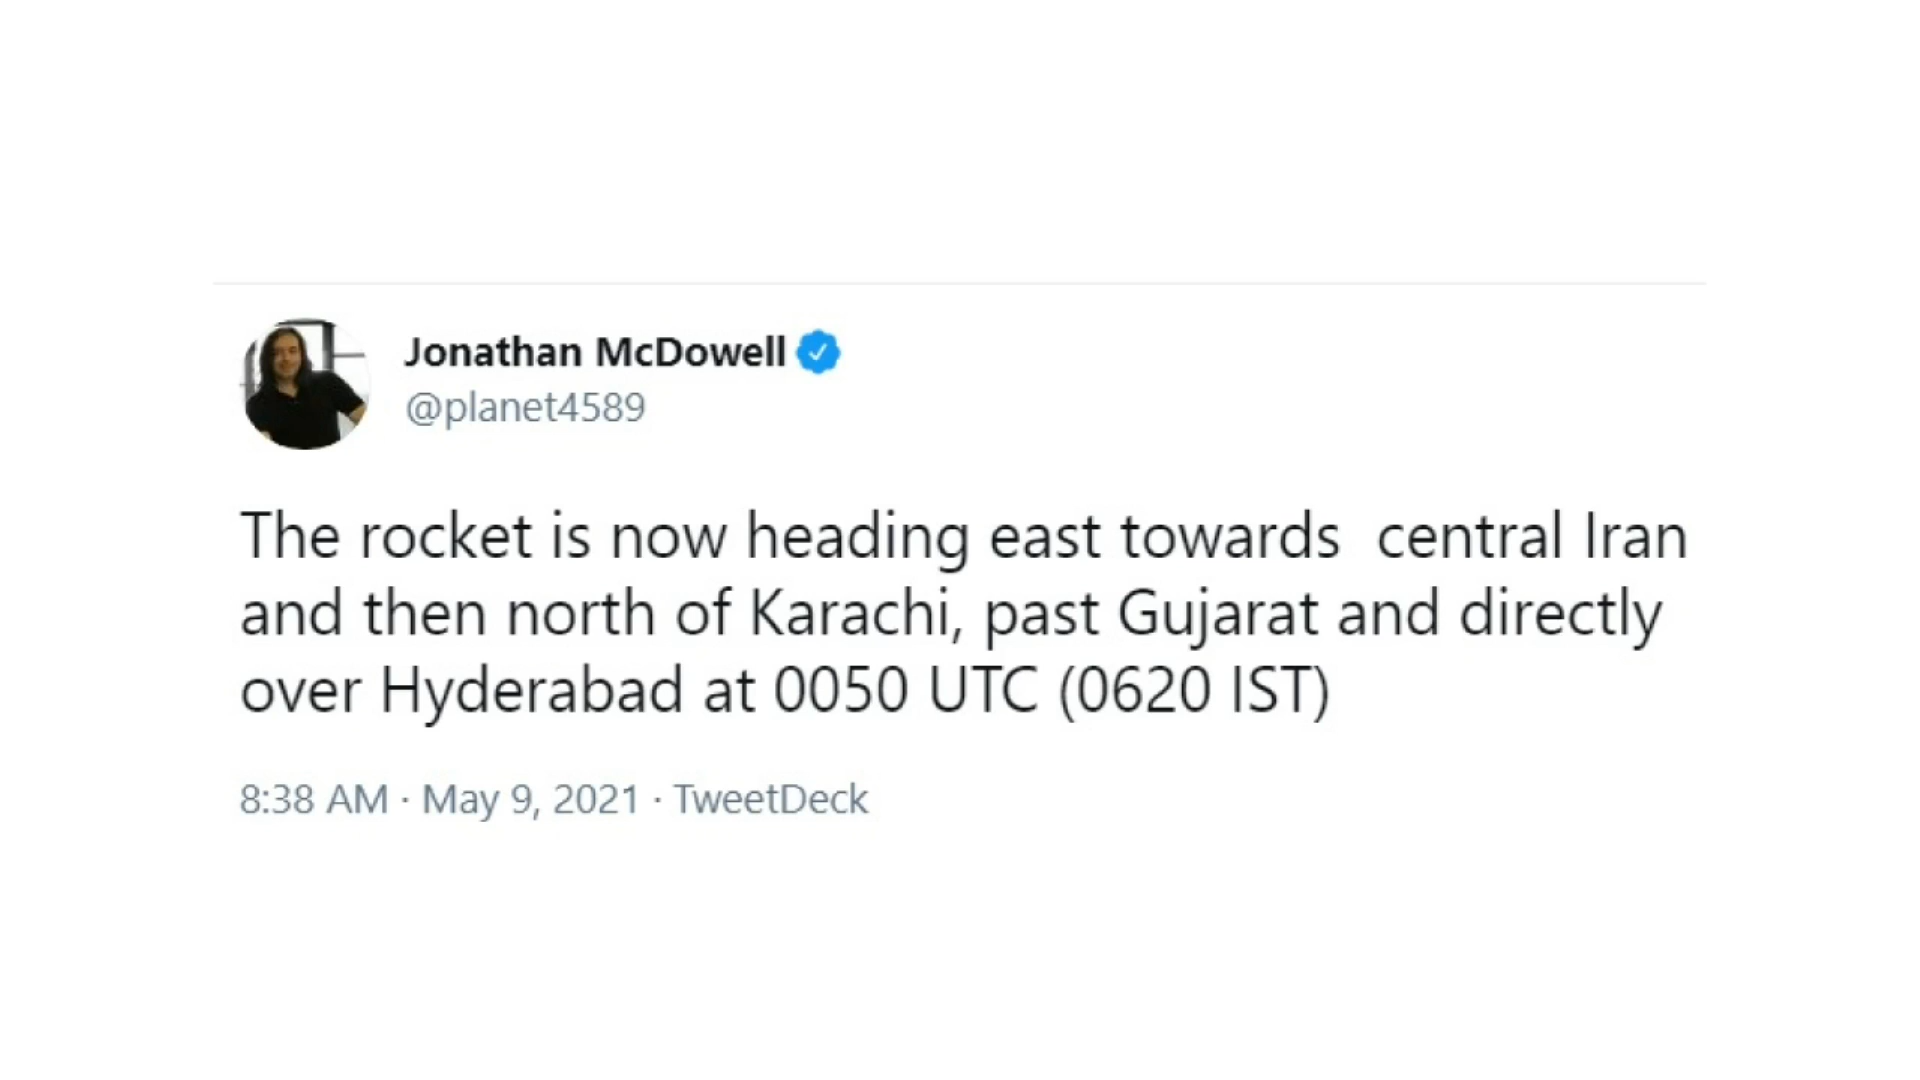 Jonathan McDowell
@planet4589
The rocket is now heading east towards  central Iran
and then north of Karachi, past Gujarat and directly
over Hyderabad at 0050 UTC (0620 IST)
8:38 AM · May 9, 2021 · TweetDeck